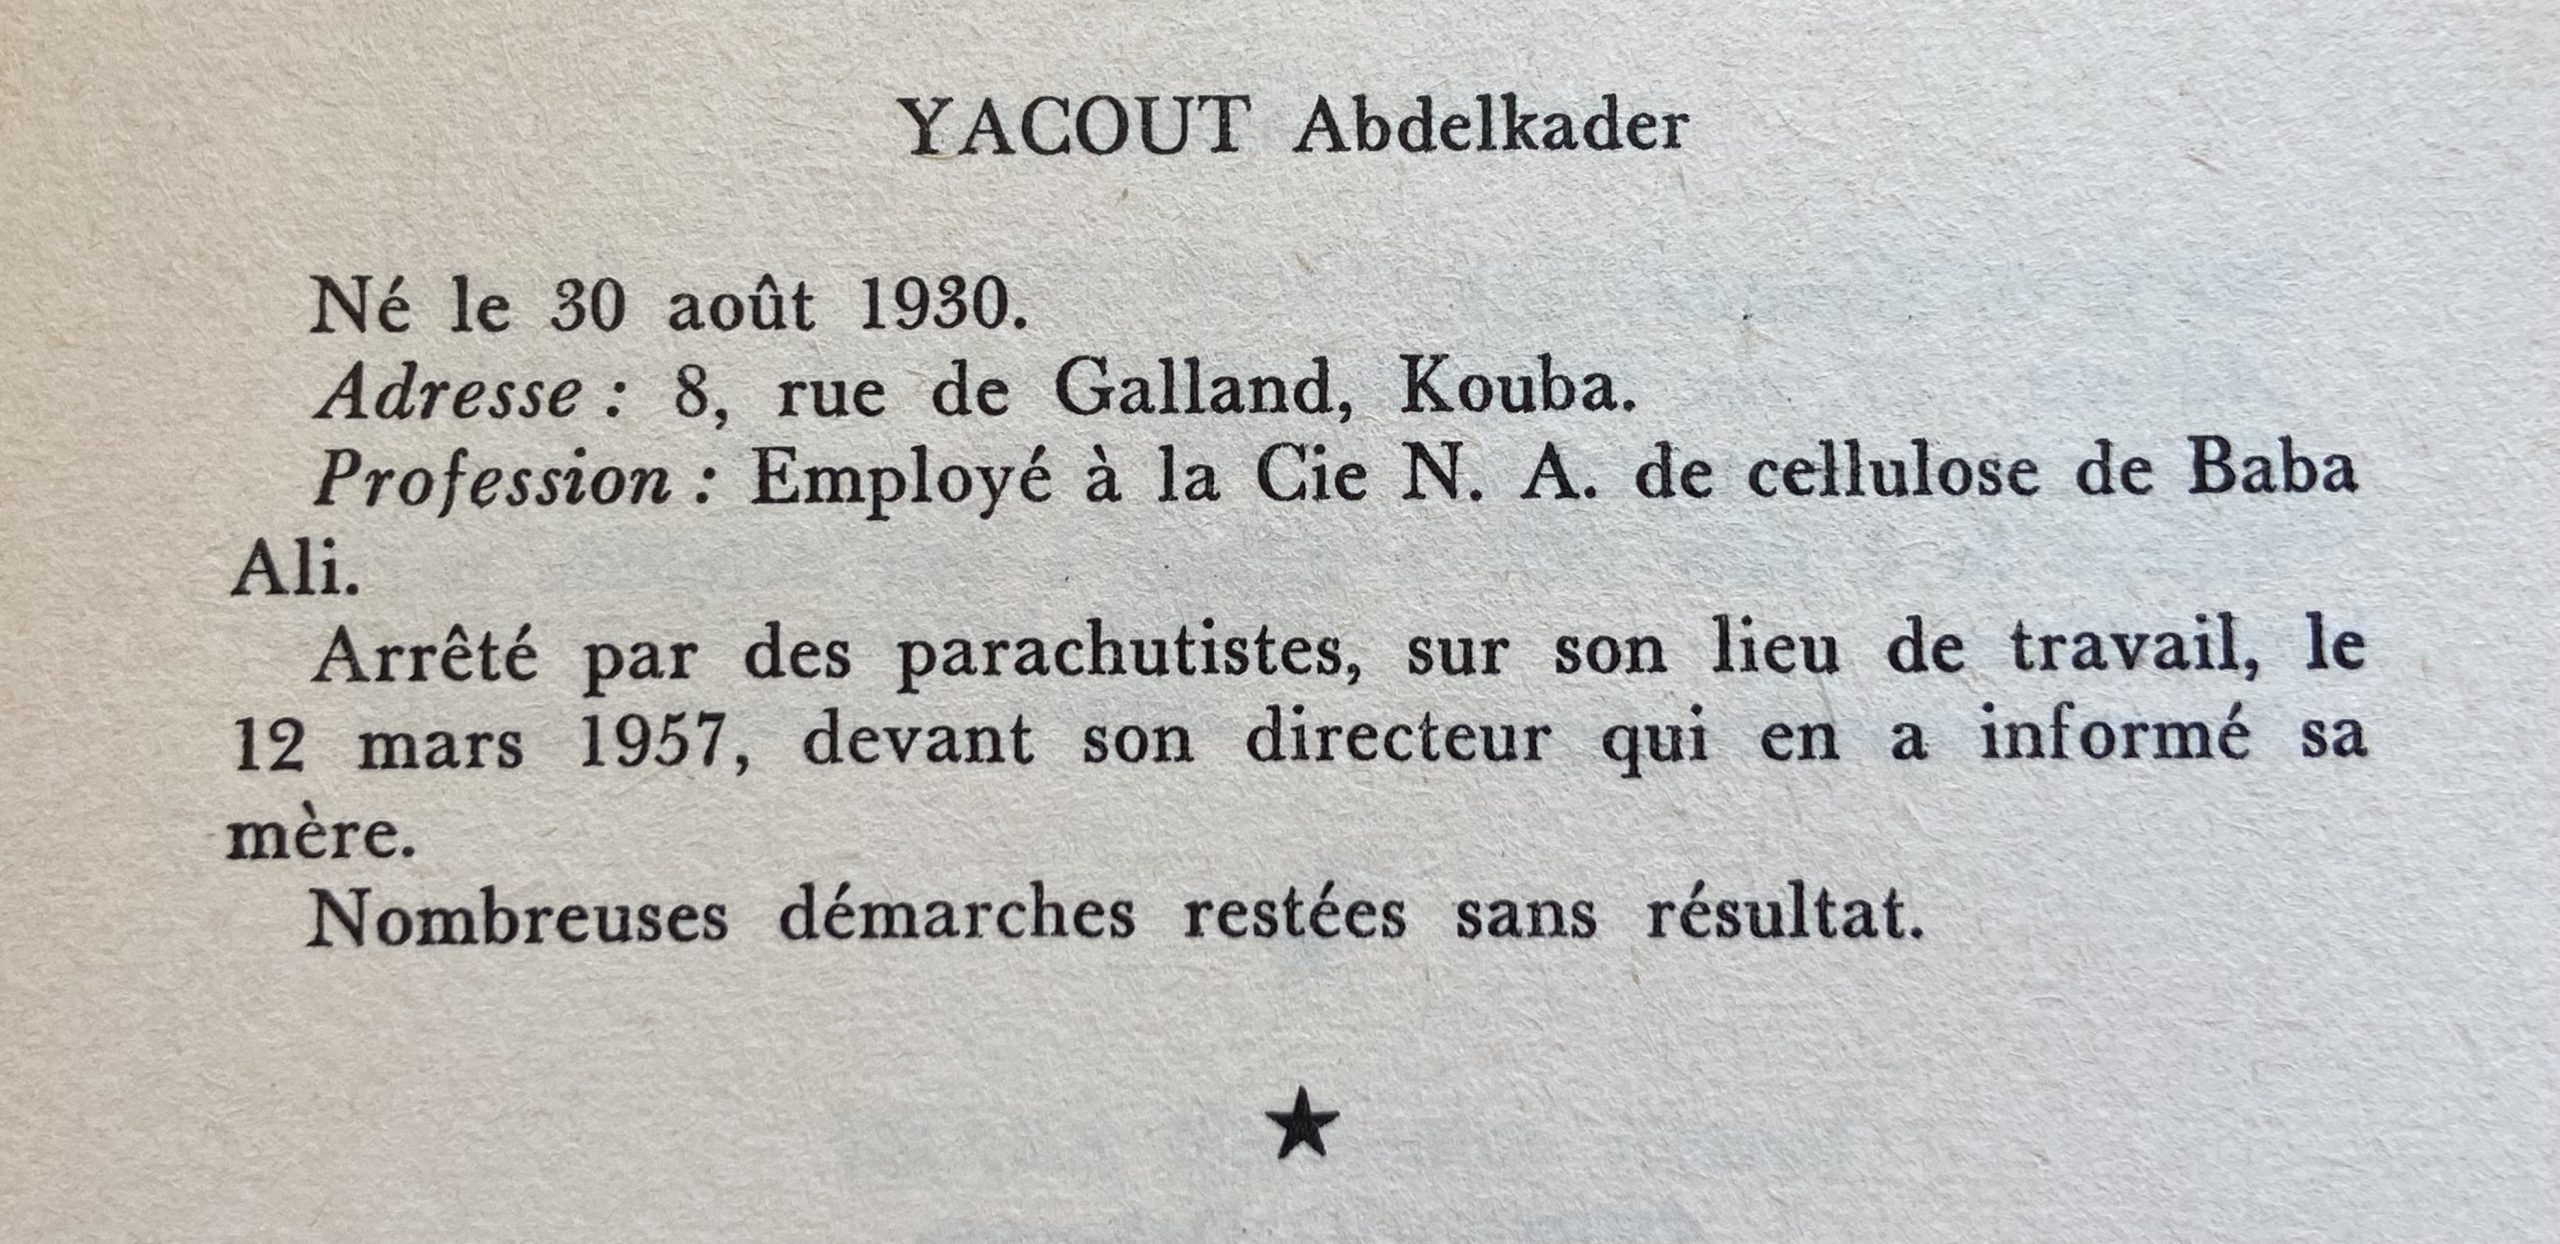 YACOUT Abdelkader
Né le 30 août 1930.
Adresse : 8, rue de Galland, Kouba.
Profession : Employé à la Cie N. A. de cellulose de Baba
Ali.
Arrêté par des parachutistes, sur son lieu de travail, le
12 mars 1957, devant son directeur qui en a informé sa
mère.
Nombreuses démarches restées sans résultat.
★